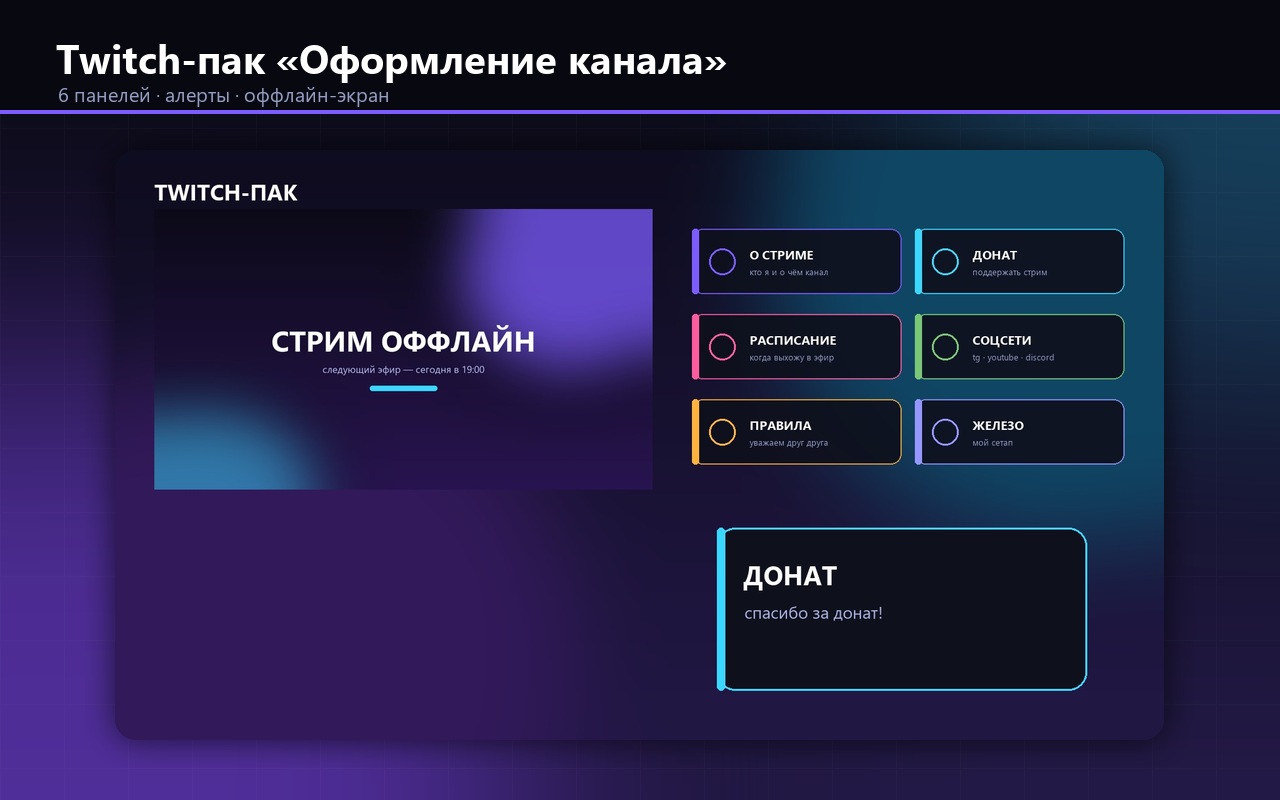 Twitch-пак «Оформление канала»
6 панелей · алерты · оффлайн-экран
TWITCH-ПАК
СТРИМ ОФФЛАЙН
следующий эфир — сегодня в 19:00
О СТРИМЕ
кто я и о чём канал
ДОНАТ
поддержать стрим
РАСПИСАНИЕ
когда выхожу в эфир
СОЦСЕТИ
tg · youtube · discord
ПРАВИЛА
уважаем друг друга
ЖЕЛЕЗО
мой сетап
ДОНАТ
спасибо за донат!